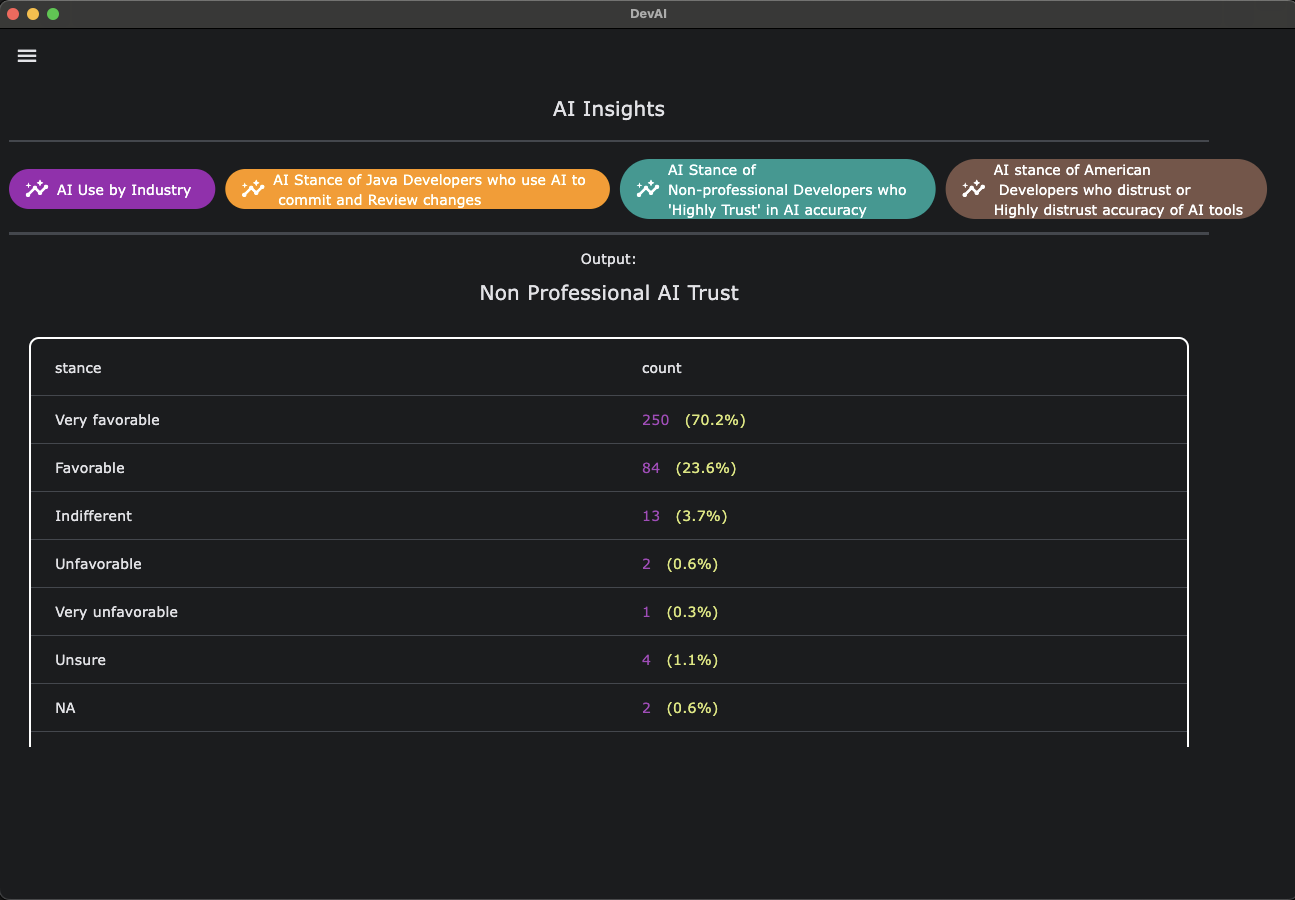 DevAI
AI Insights
AI Use by Industry
AI Stance of Java Developers who use AI to
commit and Review changes
AI Stance of
Non-professional Developers who
'Highly Trust' in AI accuracy
AI stance of American
Developers who distrust or
Highly distrust accuracy of AI tools
Output:
Non Professional AI Trust
stance count
Very favorable 250 (70.2%)
Favorable 84 (23.6%)
Indifferent 13 (3.7%)
Unfavorable 2 (0.6%)
Very unfavorable 1 (0.3%)
Unsure 4 (1.1%)
NA 2 (0.6%)